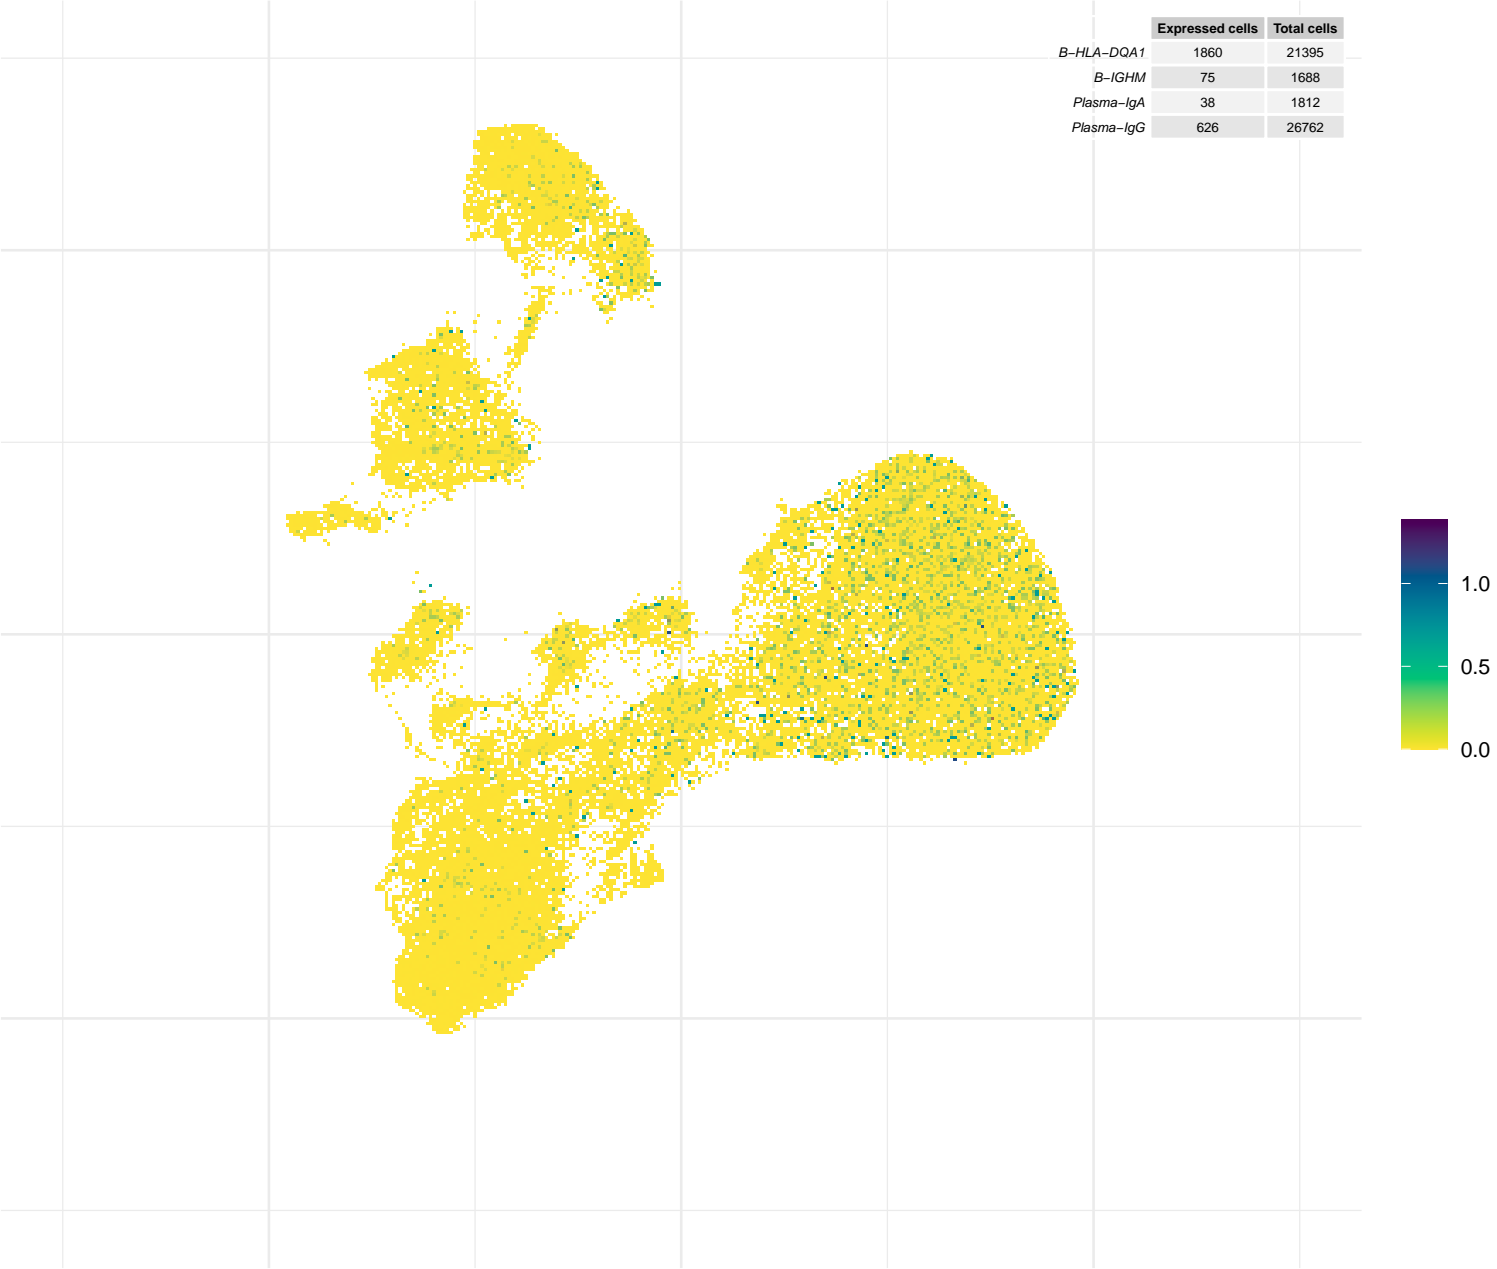 Expressed cells Total cells
B−HLA−DQA1 1860 21395
B−IGHM 75 1688
Plasma−IgA 38 1812
Plasma−IgG 626 26762
1.0
0.5
0.0